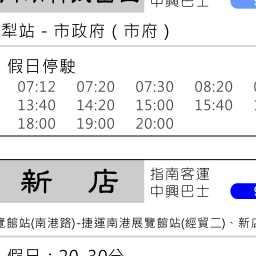 中興巴士
犁站 - 市政府 ( 市府 )
假日停駛
07:12 07:20 07:30 08:20
13:40 14:20 15:00 15:40
18:00 19:00 20:00
新 店
指南客運
中興巴士
覽館站(南港路)-捷運南港展覽館站(經貿二)、新店
假日：20-30分